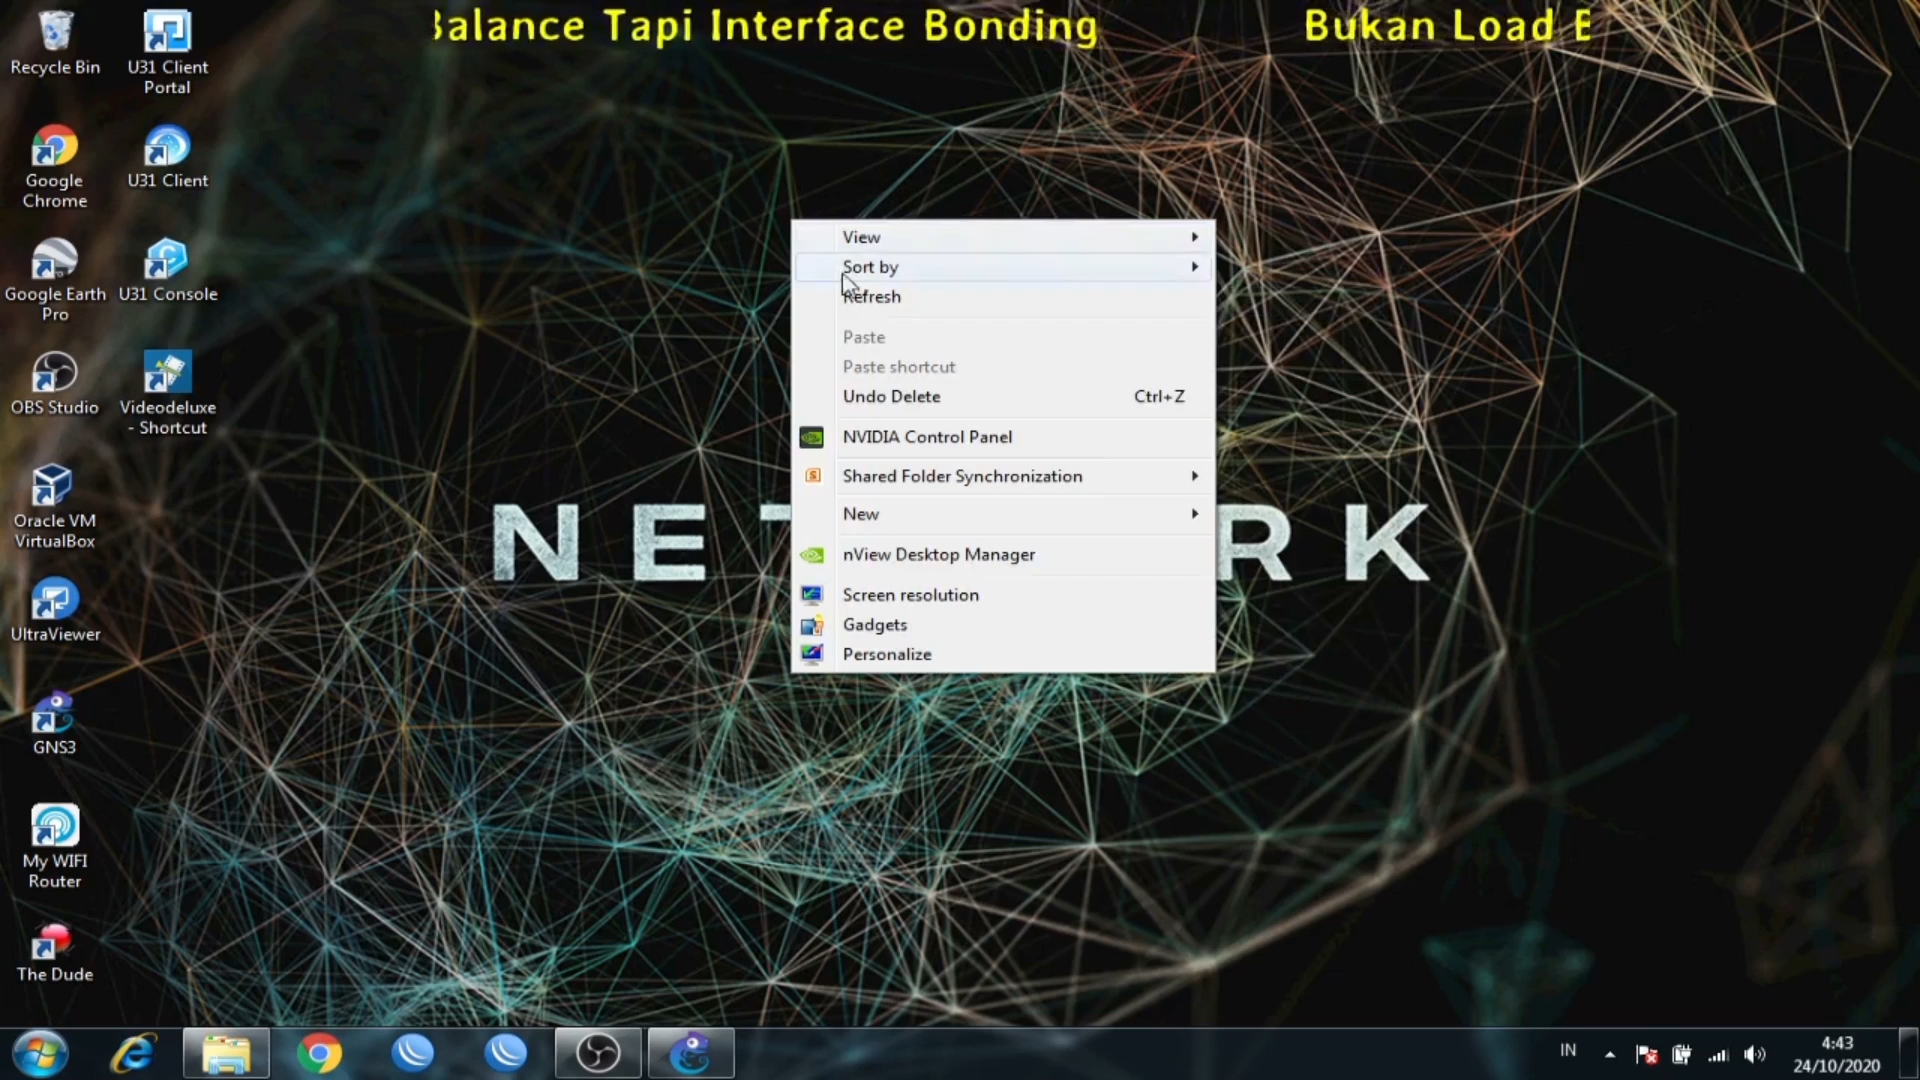 Balance Tapi Interface Bonding
Bukan Load B
Recycle Bin
U31 Client
Portal
Google
Chrome
U31 Client
Google Earth
Pro
U31 Console
OBS Studio
Videodeluxe
- Shortcut
Oracle VM
VirtualBox
UltraViewer
GNS3
My WIFI
Router
The Dude
View
Sort by
Refresh
Paste
Paste shortcut
Undo Delete Ctrl+Z
NVIDIA Control Panel
Shared Folder Synchronization
New
nView Desktop Manager
Screen resolution
Gadgets
Personalize
NET RK
IN
4:43
24/10/2020